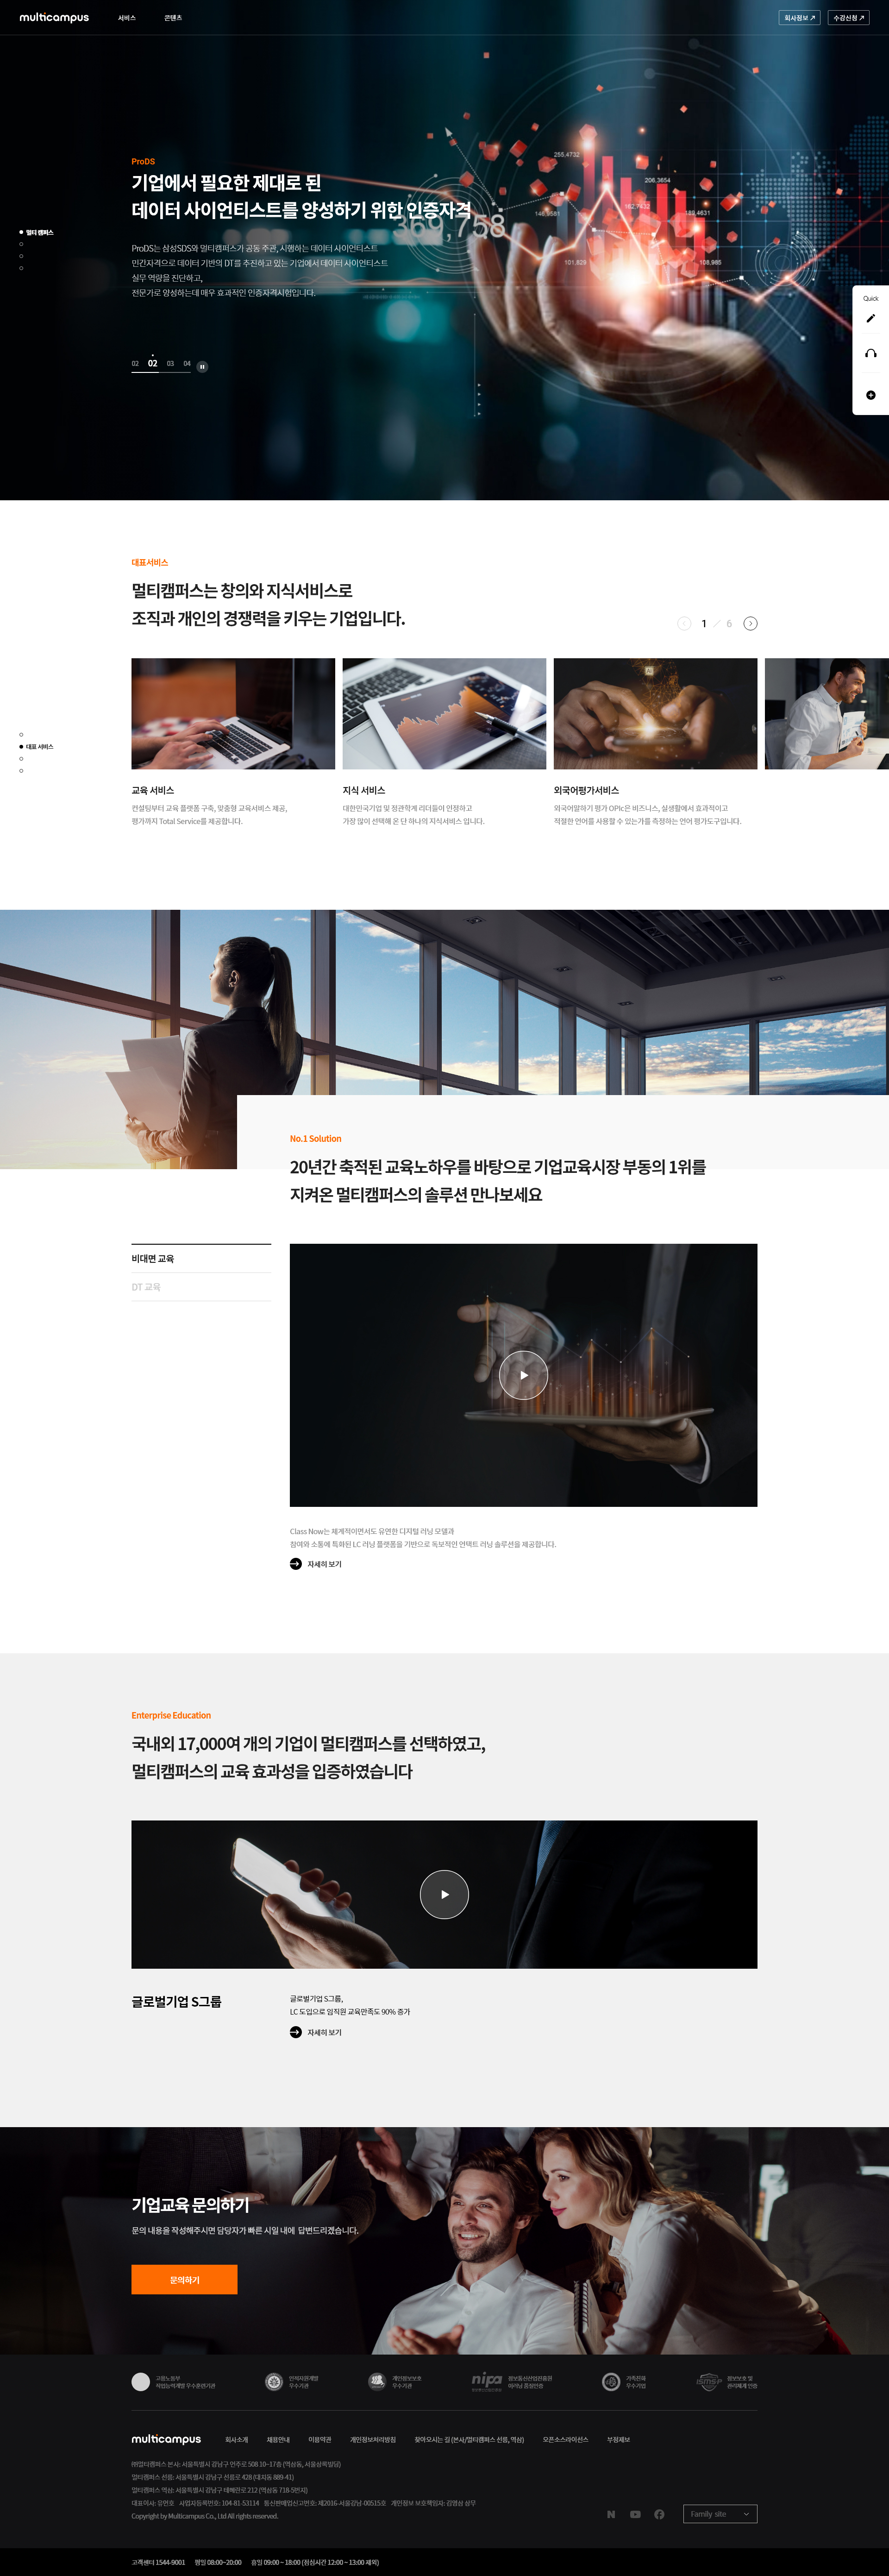 multicampus
서비스
콘텐츠
회사정보
수강신청
ProDS
기업에서 필요한 제대로 된
데이터 사이언티스트를 양성하기 위한 인증자격
멀티 캠퍼스
ProDS는 삼성SDS와 멀티캠퍼스가 공동 주관, 시행하는 데이터 사이언티스트
민간자격으로 데이터 기반의 DT를 추진하고 있는 기업에서 데이터 사이언티스트
실무 역량을 진단하고,
전문가로 양성하는데 매우 효과적인 인증자격시험입니다.
255,4732
208,3654
162,7432
146,9581
189,4631
369,758
101,829
108,985
Quick
02 02 03 04
대표서비스
멀티캠퍼스는 창의와 지식서비스로
조직과 개인의 경쟁력을 키우는 기업입니다.
1 / 6
대표 서비스
교육 서비스
컨설팅부터 교육 플랫폼 구축, 맞춤형 교육서비스 제공,
평가까지 Total Service를 제공합니다.
지식 서비스
대한민국기업 및 정관학계 리더들이 인정하고
가장 많이 선택해 온 단 하나의 지식서비스 입니다.
외국어평가서비스
외국어말하기 평가 OPIc은 비즈니스, 실생활에서 효과적이고
적절한 언어를 사용할 수 있는가를 측정하는 언어 평가도구입니다.
No.1 Solution
20년간 축적된 교육노하우를 바탕으로 기업교육시장 부동의 1위를
지켜온 멀티캠퍼스의 솔루션 만나보세요
비대면 교육
DT 교육
Class Now는 체계적이면서도 유연한 디지털 러닝 모델과
참여와 소통에 특화된 LC 러닝 플랫폼을 기반으로 독보적인 언택트 러닝 솔루션을 제공합니다.
자세히 보기
Enterprise Education
국내외 17,000여 개의 기업이 멀티캠퍼스를 선택하였고,
멀티캠퍼스의 교육 효과성을 입증하였습니다
글로벌기업 S그룹
글로벌기업 S그룹,
LC 도입으로 임직원 교육만족도 90% 증가
자세히 보기
기업교육 문의하기
문의 내용을 작성해주시면 담당자가 빠른 시일 내에 답변드리겠습니다.
문의하기
고용노동부
직업능력개발 우수훈련기관
인적자원개발
우수기관
개인정보보호
우수기관
nipa
정보통신산업진흥원
이러닝 품질인증
가족친화
우수기업
ISMS-P
정보보호 및
관리체계 인증
multicampus
회사소개
채용안내
이용약관
개인정보처리방침
찾아오시는 길 (본사/멀티캠퍼스 선릉, 역삼)
오픈소스라이선스
부정제보
㈜멀티캠퍼스 본사: 서울특별시 강남구 언주로 508 10~17층 (역삼동, 서울상록빌딩)
멀티캠퍼스 선릉: 서울특별시 강남구 선릉로 428 (대치동 889-41)
멀티캠퍼스 역삼: 서울특별시 강남구 테헤란로 212 (역삼동 718-5번지)
대표이사: 유연호 사업자등록번호: 104-81-53114 통신판매업신고번호: 제2016-서울강남-00515호 개인정보 보호책임자: 김영삼 상무
Copyright by Multicampus Co., Ltd All rights reserved.
Family site
고객센터 1544-9001 평일 08:00~20:00 휴일 09:00 ~ 18:00 (점심시간 12:00 ~ 13:00 제외)